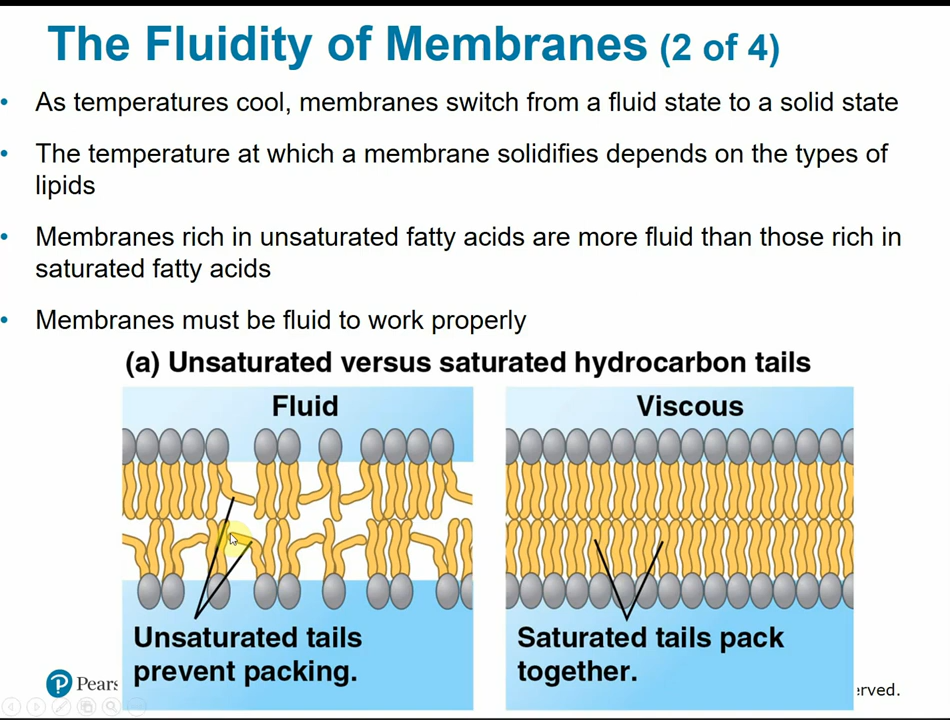 The Fluidity of Membranes (2 of 4)
• As temperatures cool, membranes switch from a fluid state to a solid state
• The temperature at which a membrane solidifies depends on the types of
lipids
• Membranes rich in unsaturated fatty acids are more fluid than those rich in
saturated fatty acids
• Membranes must be fluid to work properly
(a) Unsaturated versus saturated hydrocarbon tails
Fluid
Viscous
Unsaturated tails
prevent packing.
Saturated tails pack
together.
P Pears
erved.